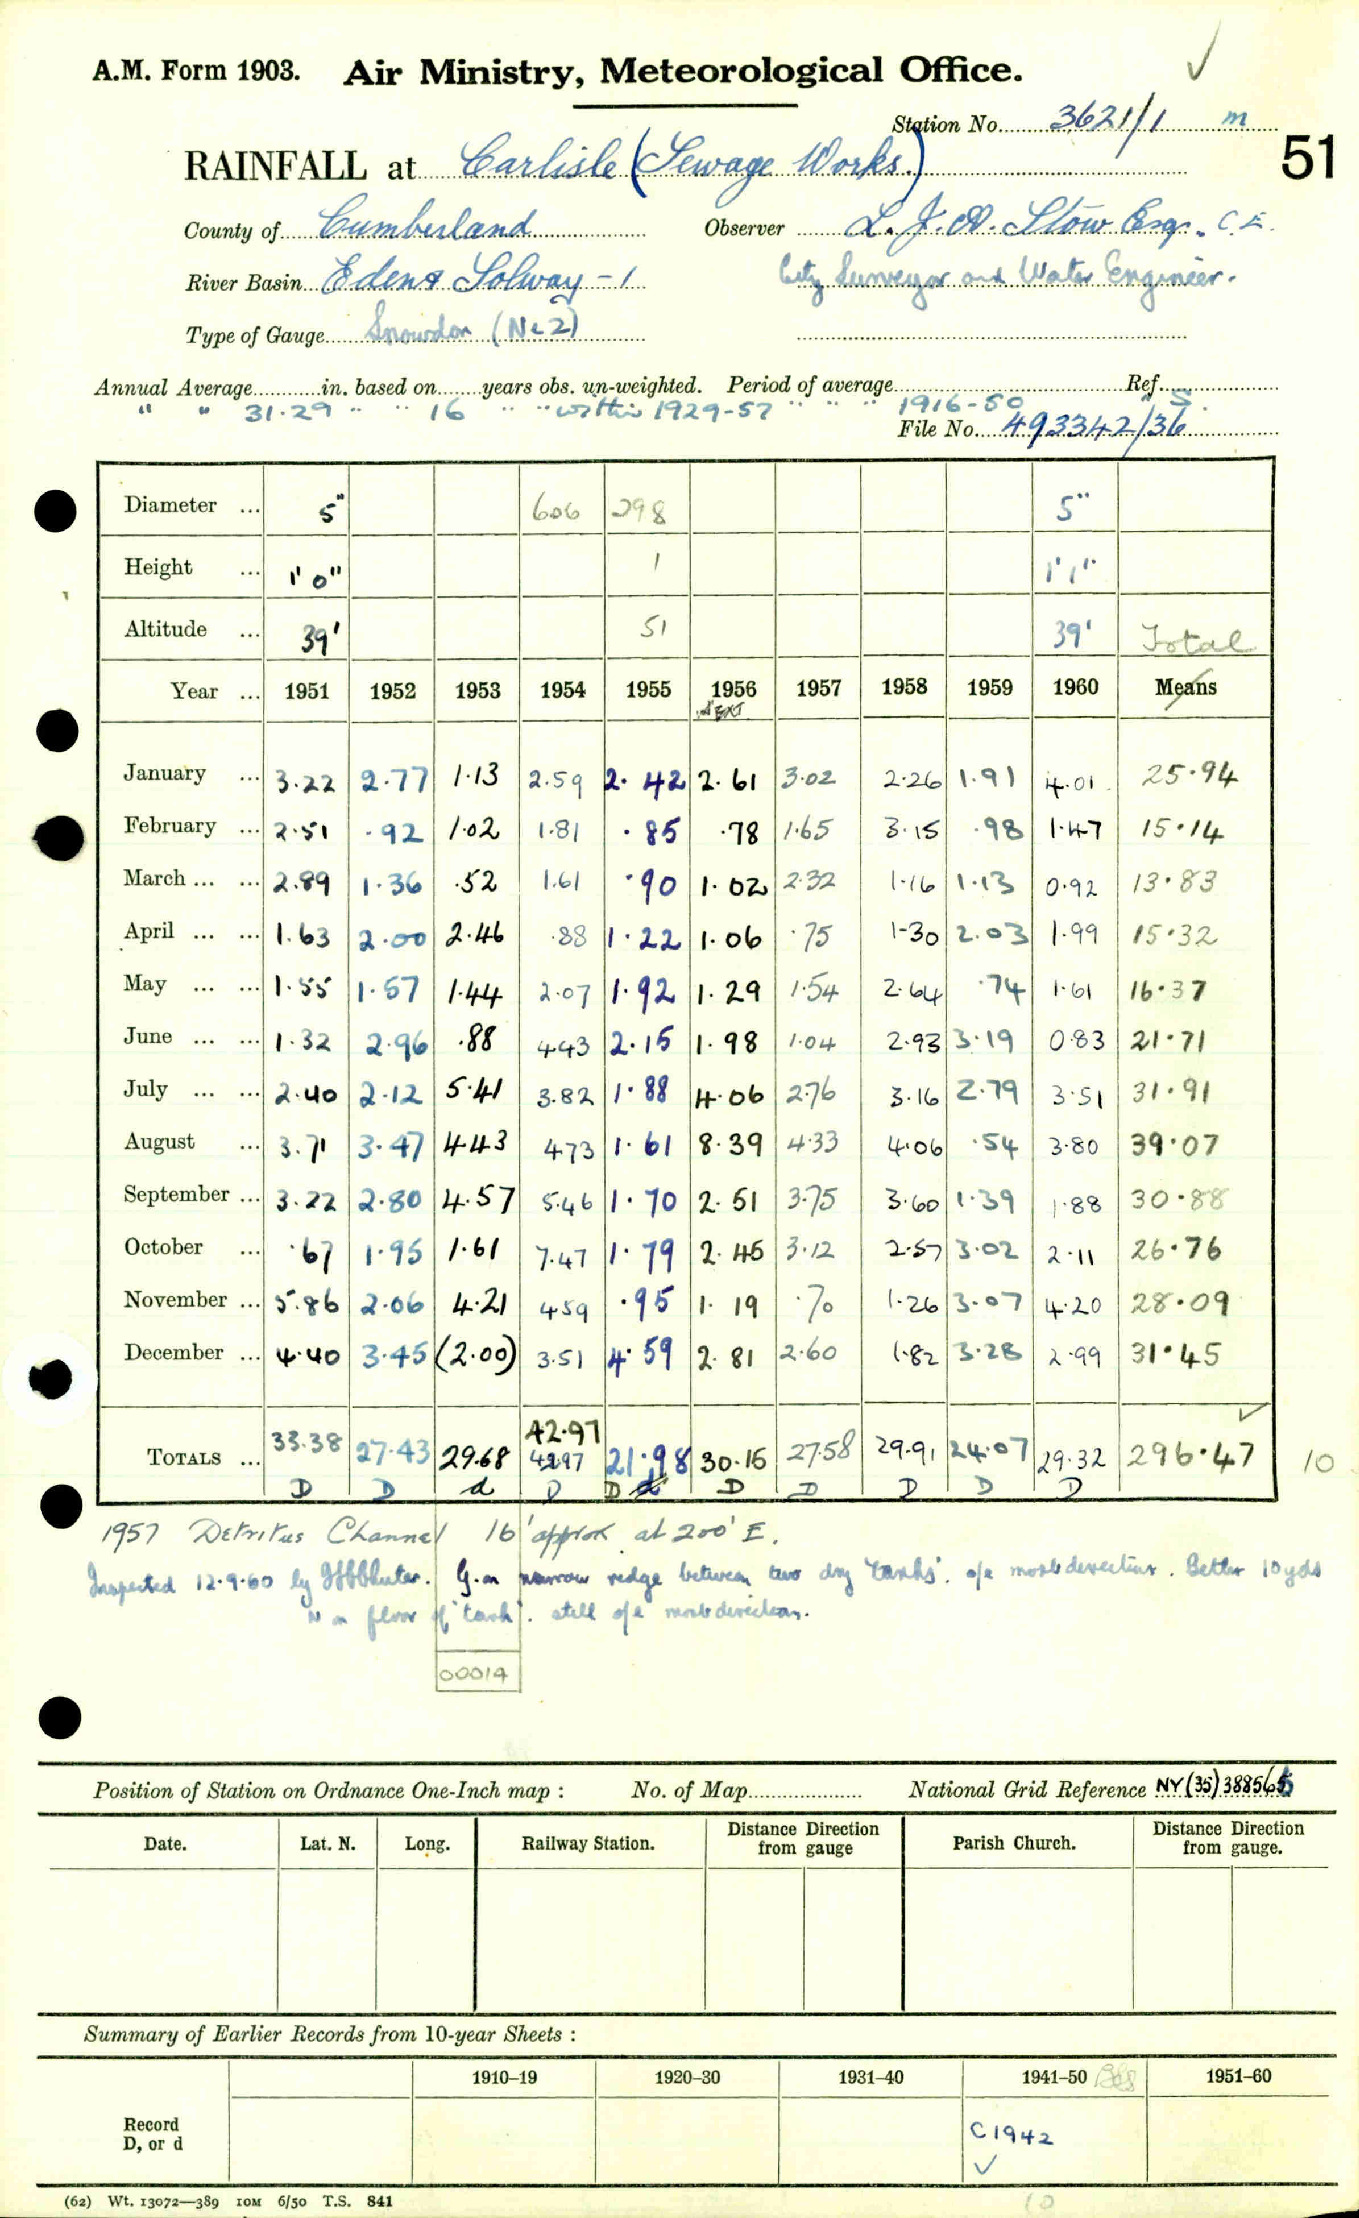 A.M. Form 1903. Air Ministry, Meteorological Office.
Station No. 3621/1 m
51
RAINFALL at Carlisle (Sewage Works.)
County of Cumberland Observer L. J. A. Stow Esq. C.E.
River Basin Eden & Solway - 1 City Surveyor and Water Engineer.
Type of Gauge Snowdon (No 2)
Annual Average in. based on years obs. un-weighted. Period of average Ref.
" " 31.29 " " 16 " " within 1929-57 " " " 1916-50 " S.
File No. 493342/36
Diameter ... 5" 606 298 5"
Height ... 1' 0" 1 1' 1"
Altitude ... 39' 51 39' Total
Year ... 1951 1952 1953 1954 1955 1956 1957 1958 1959 1960 Means
January ... 3.22 2.77 1.13 2.59 2.42 2.61 3.02 2.26 1.91 4.01 25.94
February ... 2.51 .92 1.02 1.81 .85 .78 1.65 3.15 .98 1.47 15.14
March ... ... 2.89 1.36 .52 1.61 .90 1.02 2.32 1.16 1.13 0.92 13.83
April ... ... 1.63 2.00 2.46 .88 1.22 1.06 .75 1.30 2.03 1.99 15.32
May ... ... 1.55 1.57 1.44 2.07 1.92 1.29 1.54 2.64 .74 1.61 16.37
June ... ... 1.32 2.96 .88 4.43 2.15 1.98 1.04 2.93 3.19 0.83 21.71
July ... ... 2.40 2.12 5.41 3.82 1.88 4.06 2.76 3.16 2.79 3.51 31.91
August ... 3.71 3.47 4.43 4.73 1.61 8.39 4.33 4.06 .54 3.80 39.07
September ... 3.22 2.80 4.57 5.46 1.70 2.51 3.75 3.60 1.39 1.88 30.88
October ... .67 1.95 1.61 7.47 1.79 2.45 3.12 2.57 3.02 2.11 26.76
November ... 5.86 2.06 4.21 4.59 .95 1.19 .70 1.26 3.07 4.20 28.09
December ... 4.40 3.45 (2.00) 3.51 4.59 2.81 2.60 1.82 3.28 2.99 31.45
42.97
TOTALS ... 33.38 27.43 29.68 42.97 21.98 30.15 27.58 29.91 24.07 29.32 296.47 10
D D d D D d D D D D D
1957 Detritus Channel 16' approx at 200' E.
Inspected 12.9.60 by G. on narrow ridge between two dry 'tanks'. o/e most directions. Better 10 yds
N on floor of 'tank'. still o/e most directions.
00014
Position of Station on Ordnance One-Inch map : No. of Map National Grid Reference NY (35) 388565
Date. Lat. N. Long. Railway Station. Distance from Direction gauge Parish Church. Distance from Direction gauge.
Summary of Earlier Records from 10-year Sheets :
1910–19 1920–30 1931–40 1941–50 1951–60
Record
D, or d
C1942
10
(62) Wt. 13072—389 10M 6/50 T.S. 841